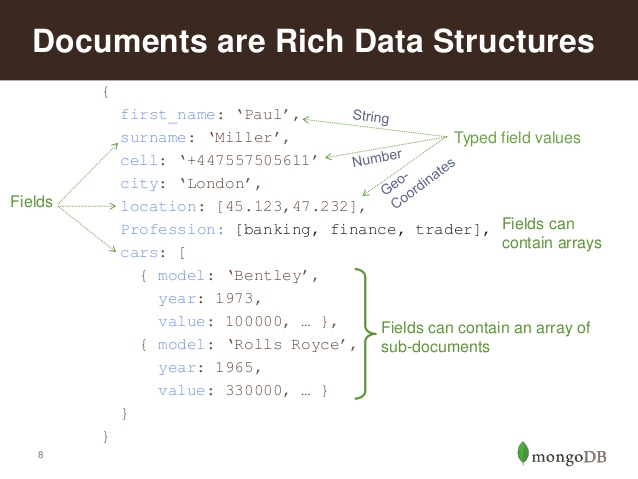 Documents are Rich Data Structures
{
first_name: ‘Paul’,
surname: ‘Miller’,
cell: ‘+447557505611’
city: ‘London’,
location: [45.123,47.232],
Profession: [banking, finance, trader],
cars: [
{ model: ‘Bentley’,
year: 1973,
value: 100000, … },
{ model: ‘Rolls Royce’,
year: 1965,
value: 330000, … }
}
}
Fields
String
Number
Geo-
Coordinates
Typed field values
Fields can
contain arrays
Fields can contain an array of
sub-documents
8
mongoDB